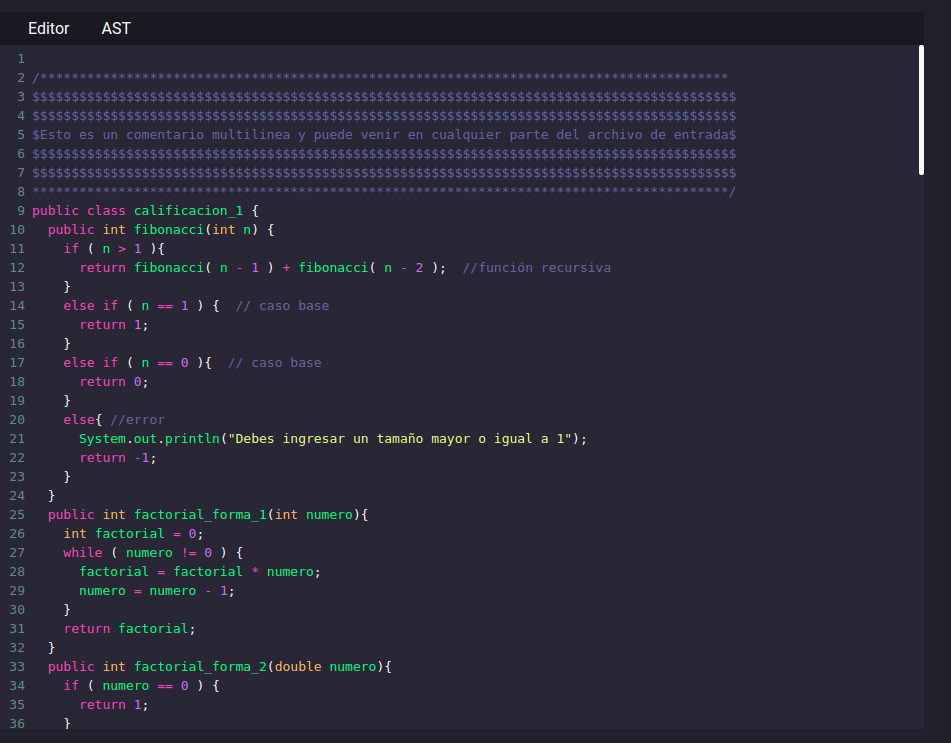 Editor AST
1
2 /****************************************************************************************
3 $$$$$$$$$$$$$$$$$$$$$$$$$$$$$$$$$$$$$$$$$$$$$$$$$$$$$$$$$$$$$$$$$$$$$$$$$$$$$$$$$$$$$$$$$$
4 $$$$$$$$$$$$$$$$$$$$$$$$$$$$$$$$$$$$$$$$$$$$$$$$$$$$$$$$$$$$$$$$$$$$$$$$$$$$$$$$$$$$$$$$$$
5 $Esto es un comentario multilinea y puede venir en cualquier parte del archivo de entrada$
6 $$$$$$$$$$$$$$$$$$$$$$$$$$$$$$$$$$$$$$$$$$$$$$$$$$$$$$$$$$$$$$$$$$$$$$$$$$$$$$$$$$$$$$$$$$
7 $$$$$$$$$$$$$$$$$$$$$$$$$$$$$$$$$$$$$$$$$$$$$$$$$$$$$$$$$$$$$$$$$$$$$$$$$$$$$$$$$$$$$$$$$$
8 *****************************************************************************************/
9 public class calificacion_1 {
10   public int fibonacci(int n) {
11     if ( n > 1 ){
12       return fibonacci( n - 1 ) + fibonacci( n - 2 );  //función recursiva
13     }
14     else if ( n == 1 ) {  // caso base
15       return 1;
16     }
17     else if ( n == 0 ){  // caso base
18       return 0;
19     }
20     else{ //error
21       System.out.println("Debes ingresar un tamaño mayor o igual a 1");
22       return -1;
23     }
24   }
25   public int factorial_forma_1(int numero){
26     int factorial = 0;
27     while ( numero != 0 ) {
28       factorial = factorial * numero;
29       numero = numero - 1;
30     }
31     return factorial;
32   }
33   public int factorial_forma_2(double numero){
34     if ( numero == 0 ) {
35       return 1;
36     }